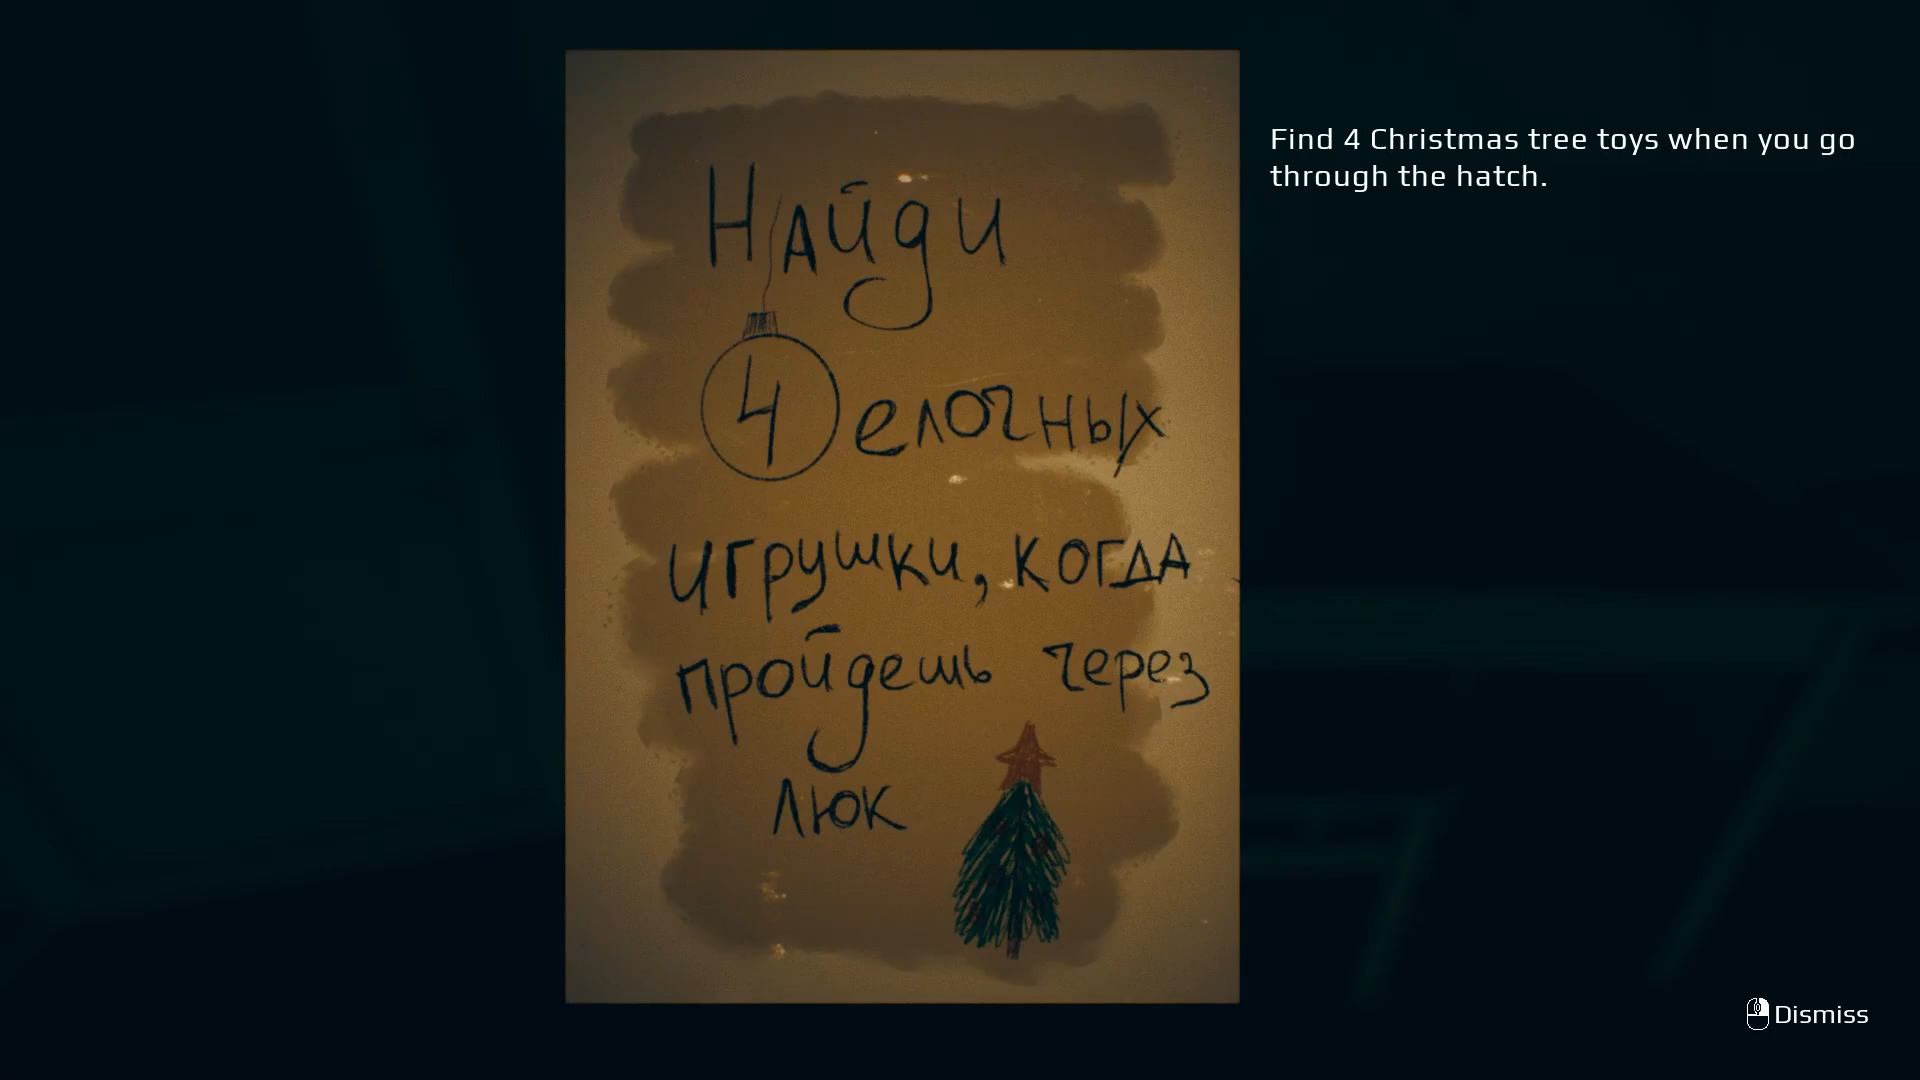 Найди
4 елочных
игрушки, когда
пройдешь через
люк
Find 4 Christmas tree toys when you go
through the hatch.
Dismiss